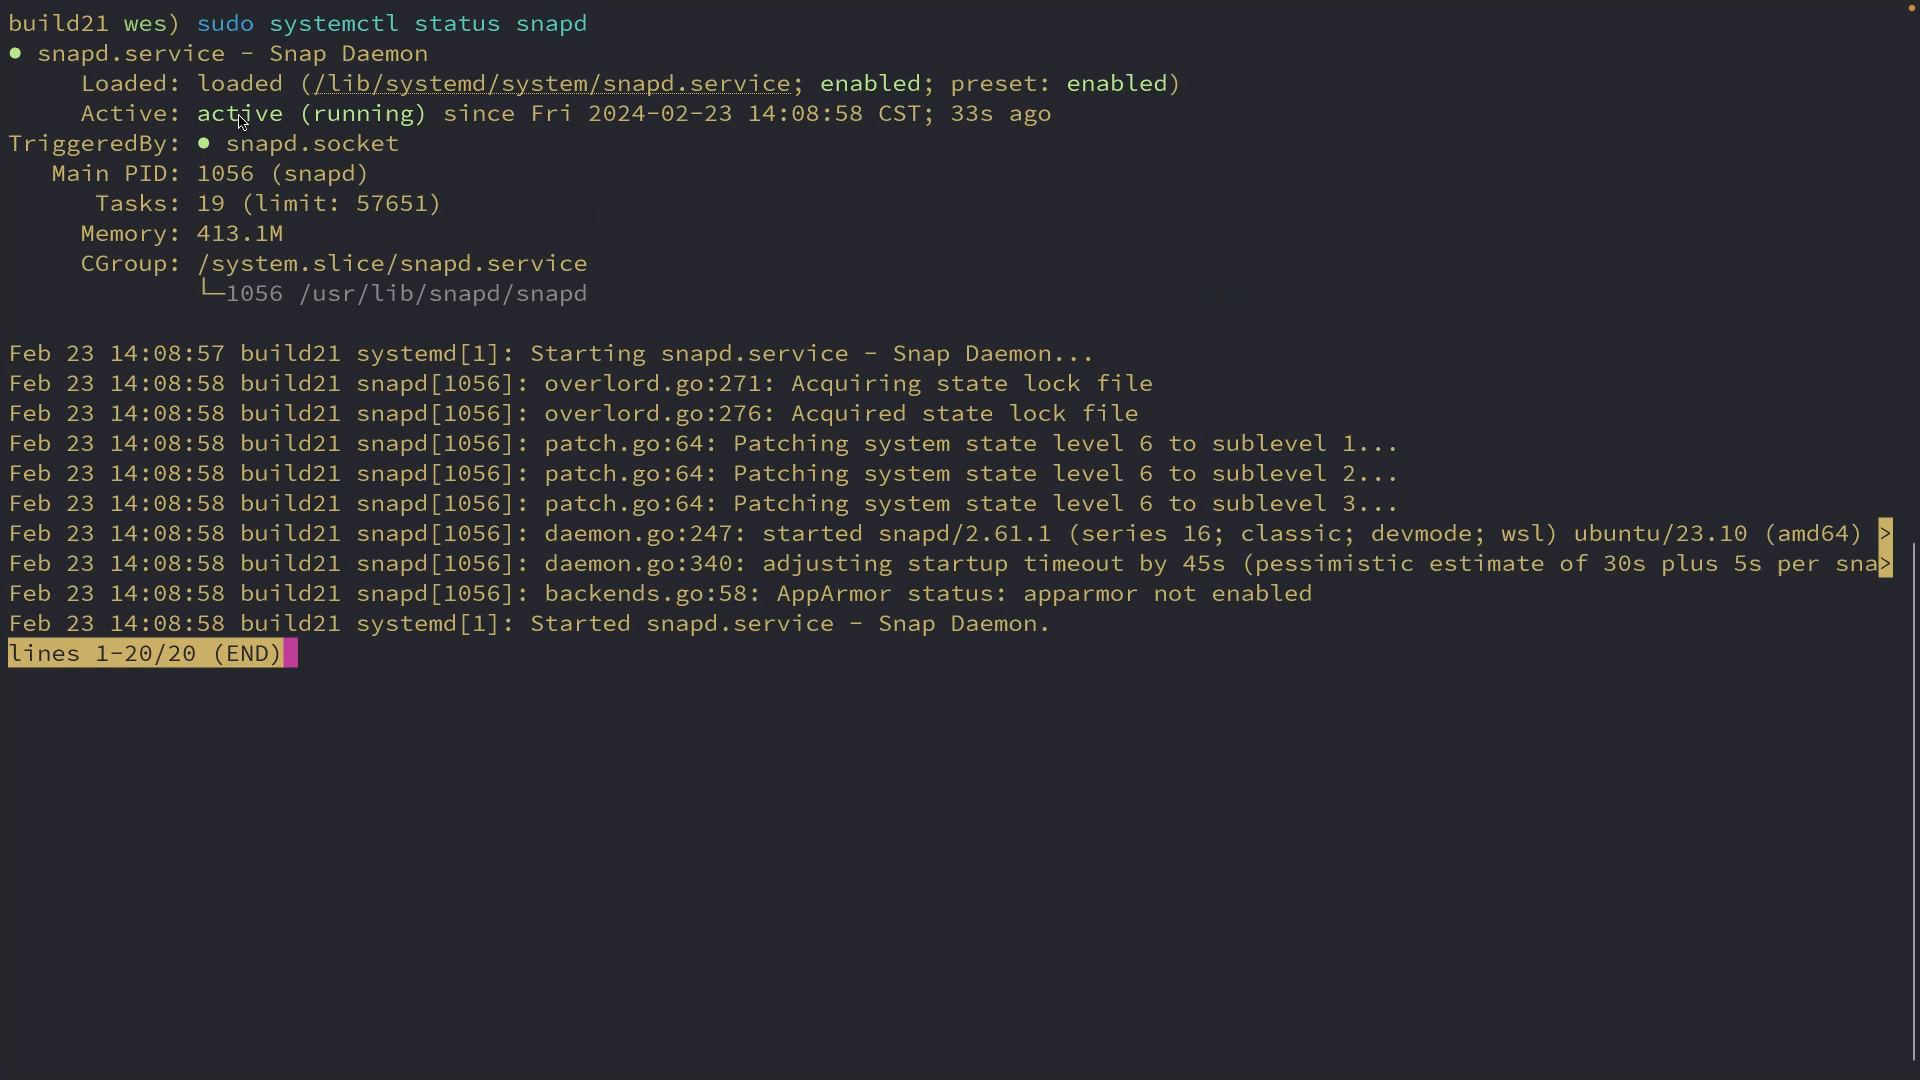 build21 wes) sudo systemctl status snapd
● snapd.service - Snap Daemon
     Loaded: loaded (/lib/systemd/system/snapd.service; enabled; preset: enabled)
     Active: active (running) since Fri 2024-02-23 14:08:58 CST; 33s ago
TriggeredBy: ● snapd.socket
   Main PID: 1056 (snapd)
      Tasks: 19 (limit: 57651)
     Memory: 413.1M
     CGroup: /system.slice/snapd.service
             └─1056 /usr/lib/snapd/snapd

Feb 23 14:08:57 build21 systemd[1]: Starting snapd.service - Snap Daemon...
Feb 23 14:08:58 build21 snapd[1056]: overlord.go:271: Acquiring state lock file
Feb 23 14:08:58 build21 snapd[1056]: overlord.go:276: Acquired state lock file
Feb 23 14:08:58 build21 snapd[1056]: patch.go:64: Patching system state level 6 to sublevel 1...
Feb 23 14:08:58 build21 snapd[1056]: patch.go:64: Patching system state level 6 to sublevel 2...
Feb 23 14:08:58 build21 snapd[1056]: patch.go:64: Patching system state level 6 to sublevel 3...
Feb 23 14:08:58 build21 snapd[1056]: daemon.go:247: started snapd/2.61.1 (series 16; classic; devmode; wsl) ubuntu/23.10 (amd64) >
Feb 23 14:08:58 build21 snapd[1056]: daemon.go:340: adjusting startup timeout by 45s (pessimistic estimate of 30s plus 5s per sna>
Feb 23 14:08:58 build21 snapd[1056]: backends.go:58: AppArmor status: apparmor not enabled
Feb 23 14:08:58 build21 systemd[1]: Started snapd.service - Snap Daemon.
lines 1-20/20 (END)